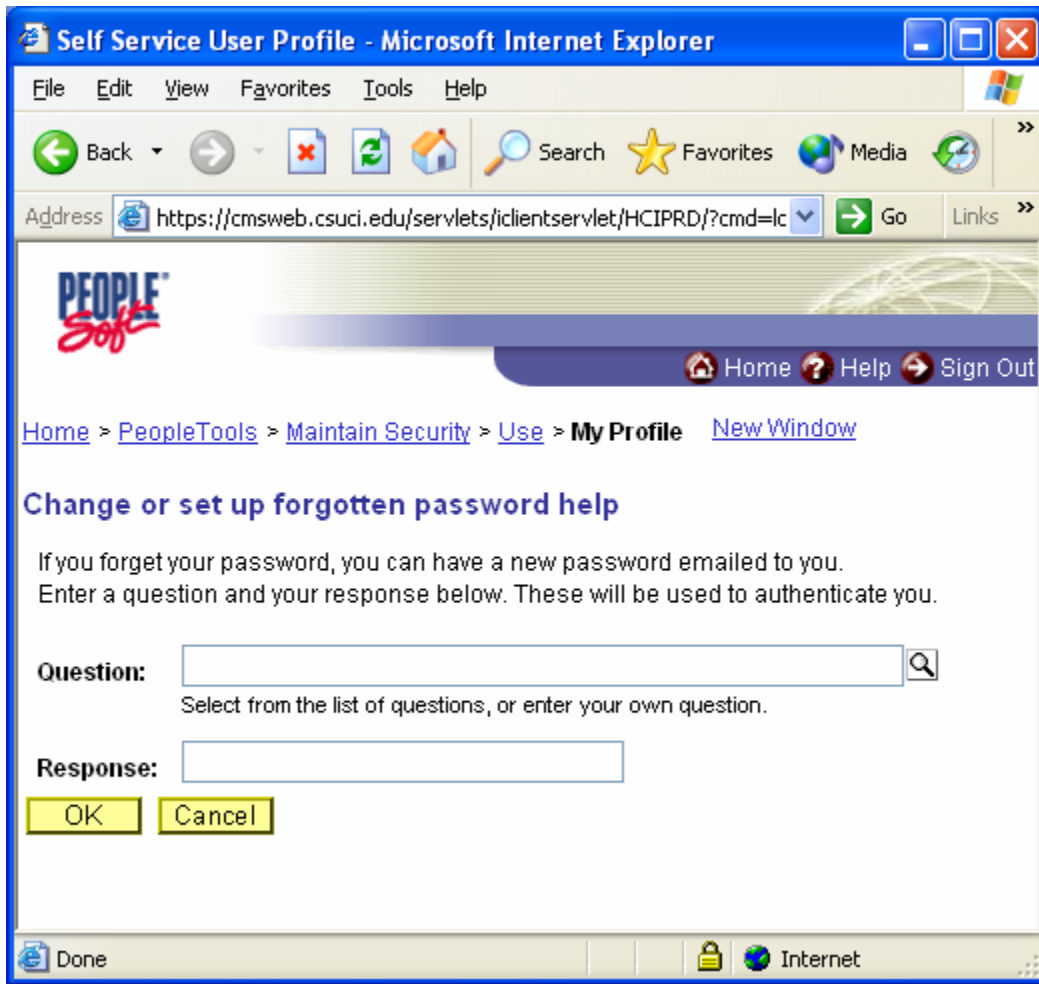 Self Service User Profile - Microsoft Internet Explorer
File Edit View Favorites Tools Help
Back Search Favorites Media »
Address https://cmsweb.csuci.edu/servlets/iclientservlet/HCIPRD/?cmd=lc Go Links »
PEOPLE
Soft
Home Help Sign Out
Home > PeopleTools > Maintain Security > Use > My Profile New Window
Change or set up forgotten password help
If you forget your password, you can have a new password emailed to you.
Enter a question and your response below. These will be used to authenticate you.
Question:
Select from the list of questions, or enter your own question.
Response:
OK Cancel
Done Internet